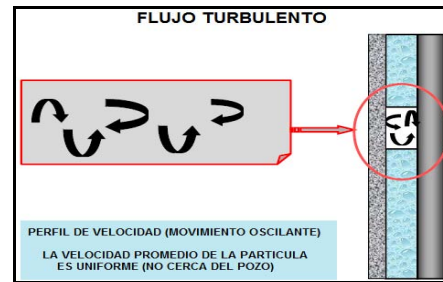 FLUJO TURBULENTO
PERFIL DE VELOCIDAD (MOVIMIENTO OSCILANTE)
LA VELOCIDAD PROMEDIO DE LA PARTICULA
ES UNIFORME (NO CERCA DEL POZO)